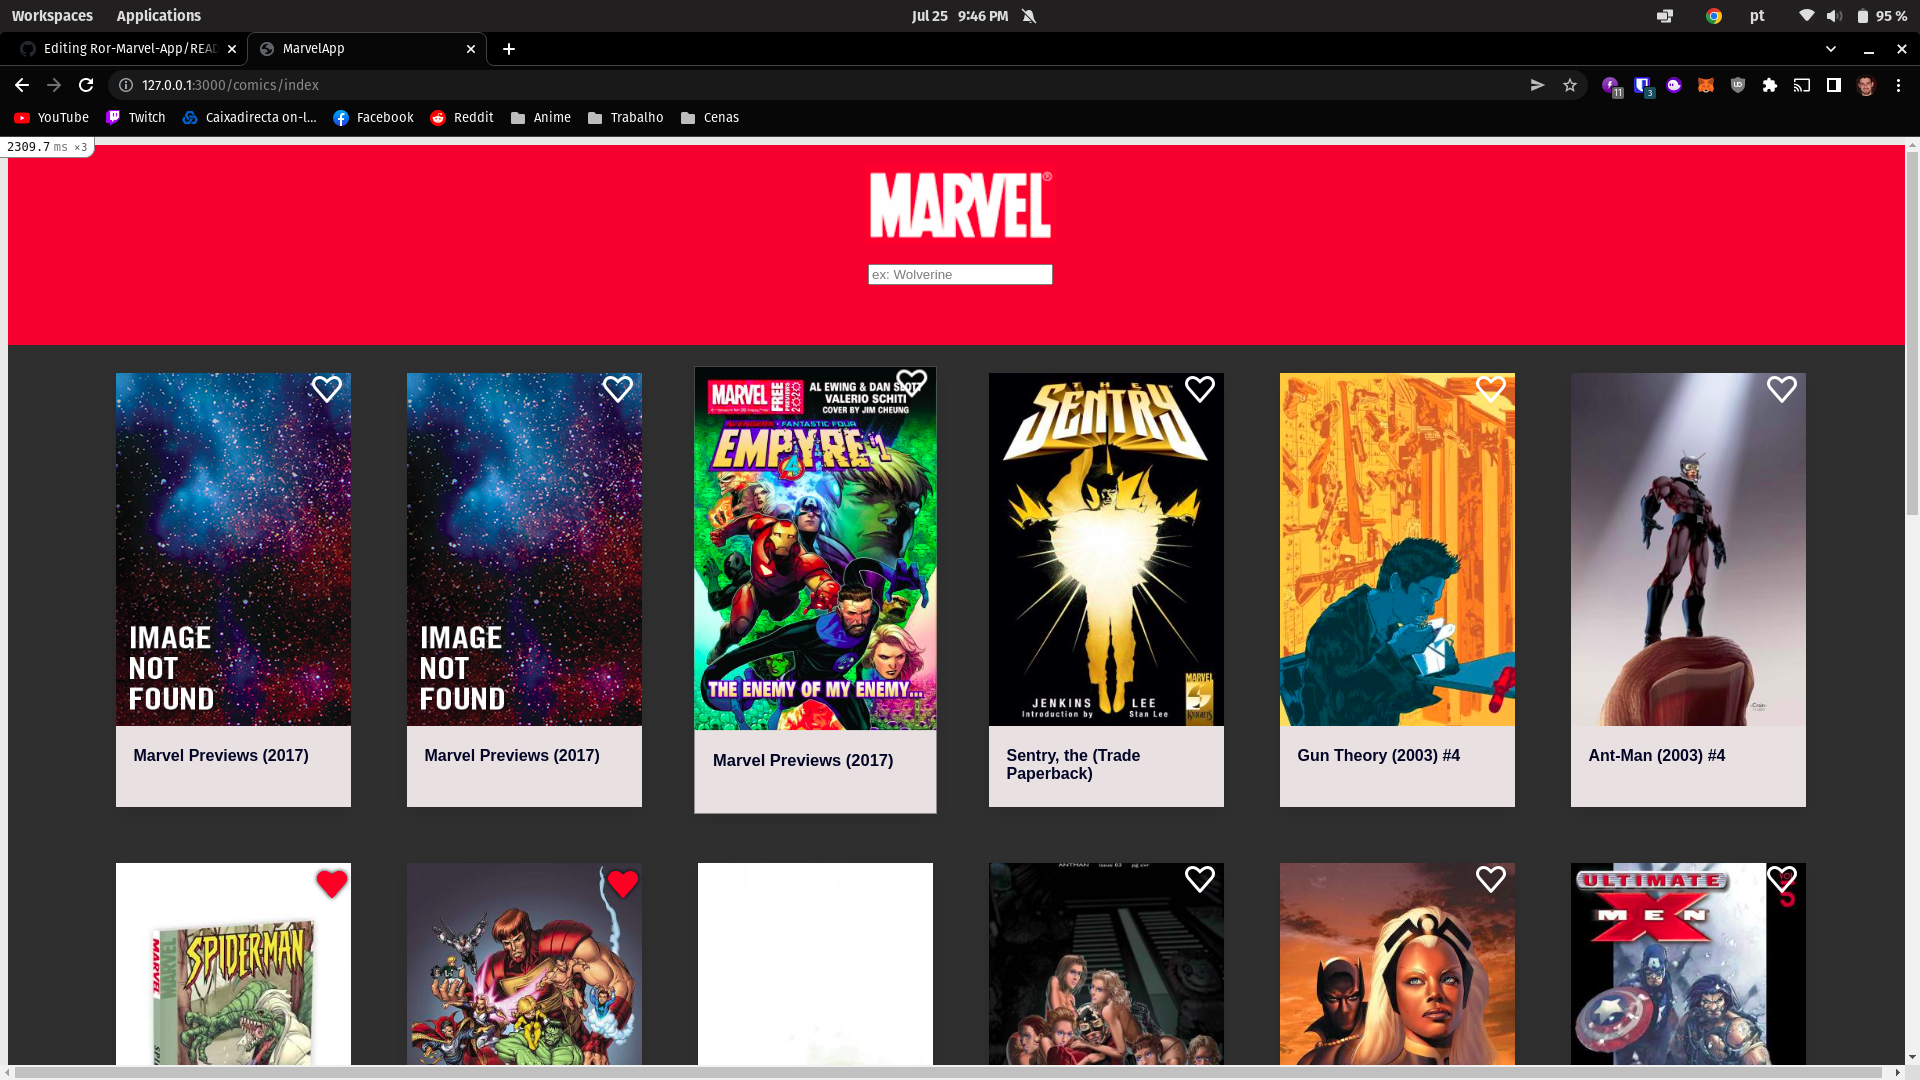 Workspaces Applications Jul 25 9:46 PM pt 95 %
Editing Ror-Marvel-App/READ MarvelApp
127.0.0.1:3000/comics/index 11 3
YouTube Twitch Caixadirecta on-l... Facebook Reddit Anime Trabalho Cenas
2309.7 ms ×3
MARVEL®
ex: Wolverine
IMAGE
NOT
FOUND
Marvel Previews (2017)
IMAGE
NOT
FOUND
Marvel Previews (2017)
MARVEL FREE PREVIEWS 2020
AL EWING & DAN SLOTT
VALERIO SCHITI
COVER BY JIM CHEUNG
AVENGERS • FANTASTIC FOUR
EMPYRE
4
THE ENEMY OF MY ENEMY...
Marvel Previews (2017)
THE
SENTRY
JENKINS LEE
Introduction by Stan Lee
MARVEL
KNIGHTS
Sentry, the (Trade
Paperback)
Gun Theory (2003) #4
Ant-Man (2003) #4
MARVEL
SPIDER-MAN
ULTIMATE
X
MEN
5